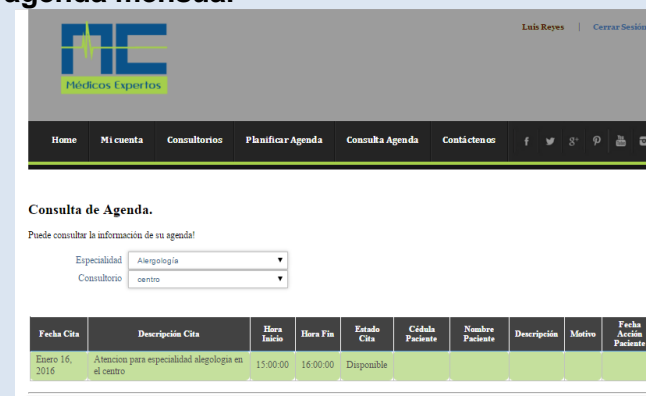 agenda mensual.
Luis Reyes | Cerrar Sesión
Médicos Expertos
Home Mi cuenta Consultorios Planificar Agenda Consulta Agenda Contáctenos
Consulta de Agenda.
Puede consultar la información de su agenda!
Especialidad Alergología
Consultorio centro
Fecha Cita Descripción Cita Hora Inicio Hora Fin Estado Cita Cédula Paciente Nombre Paciente Descripción Motivo Fecha Acción Paciente
Enero 16, 2016 Atencion para especialidad alegologia en el centro 15:00:00 16:00:00 Disponible